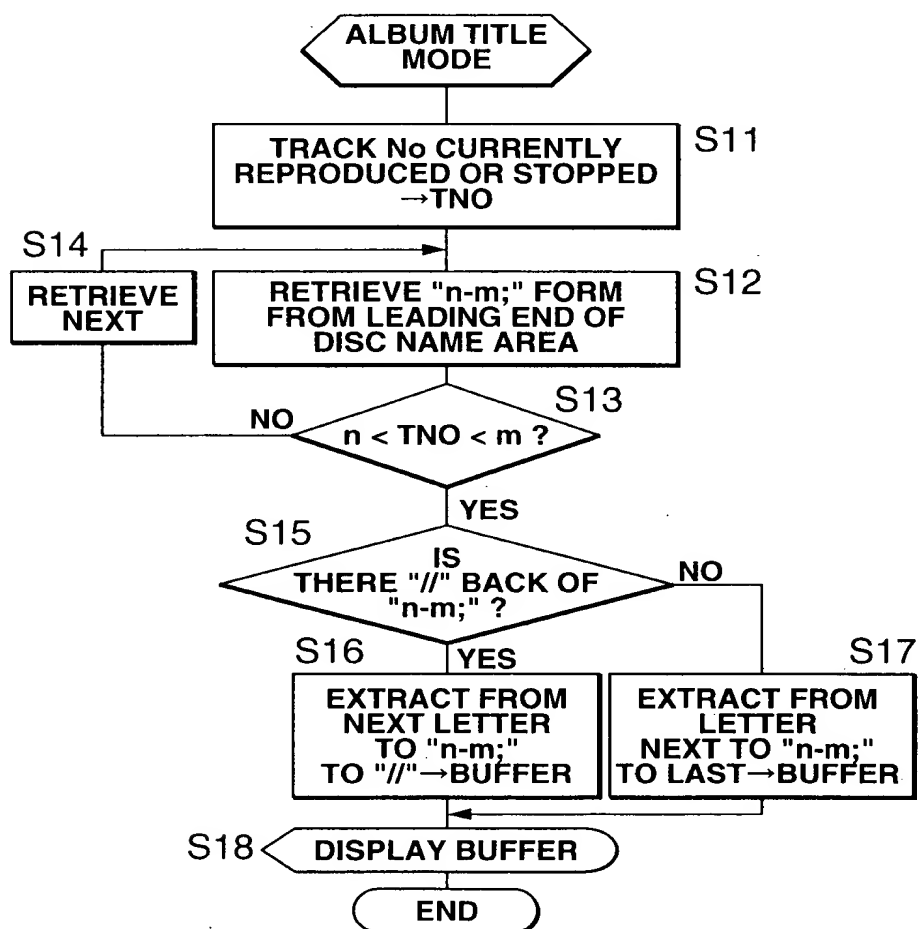 ALBUM TITLE
MODE
S11
TRACK No CURRENTLY
REPRODUCED OR STOPPED
→TNO
S14
RETRIEVE
NEXT
S12
RETRIEVE "n-m;" FORM
FROM LEADING END OF
DISC NAME AREA
S13
NO
n < TNO < m ?
YES
S15
IS
THERE "//" BACK OF
"n-m;" ?
NO
S16
YES
S17
EXTRACT FROM
NEXT LETTER
TO "n-m;"
TO "//"→BUFFER
EXTRACT FROM
LETTER
NEXT TO "n-m;"
TO LAST→BUFFER
S18
DISPLAY BUFFER
END